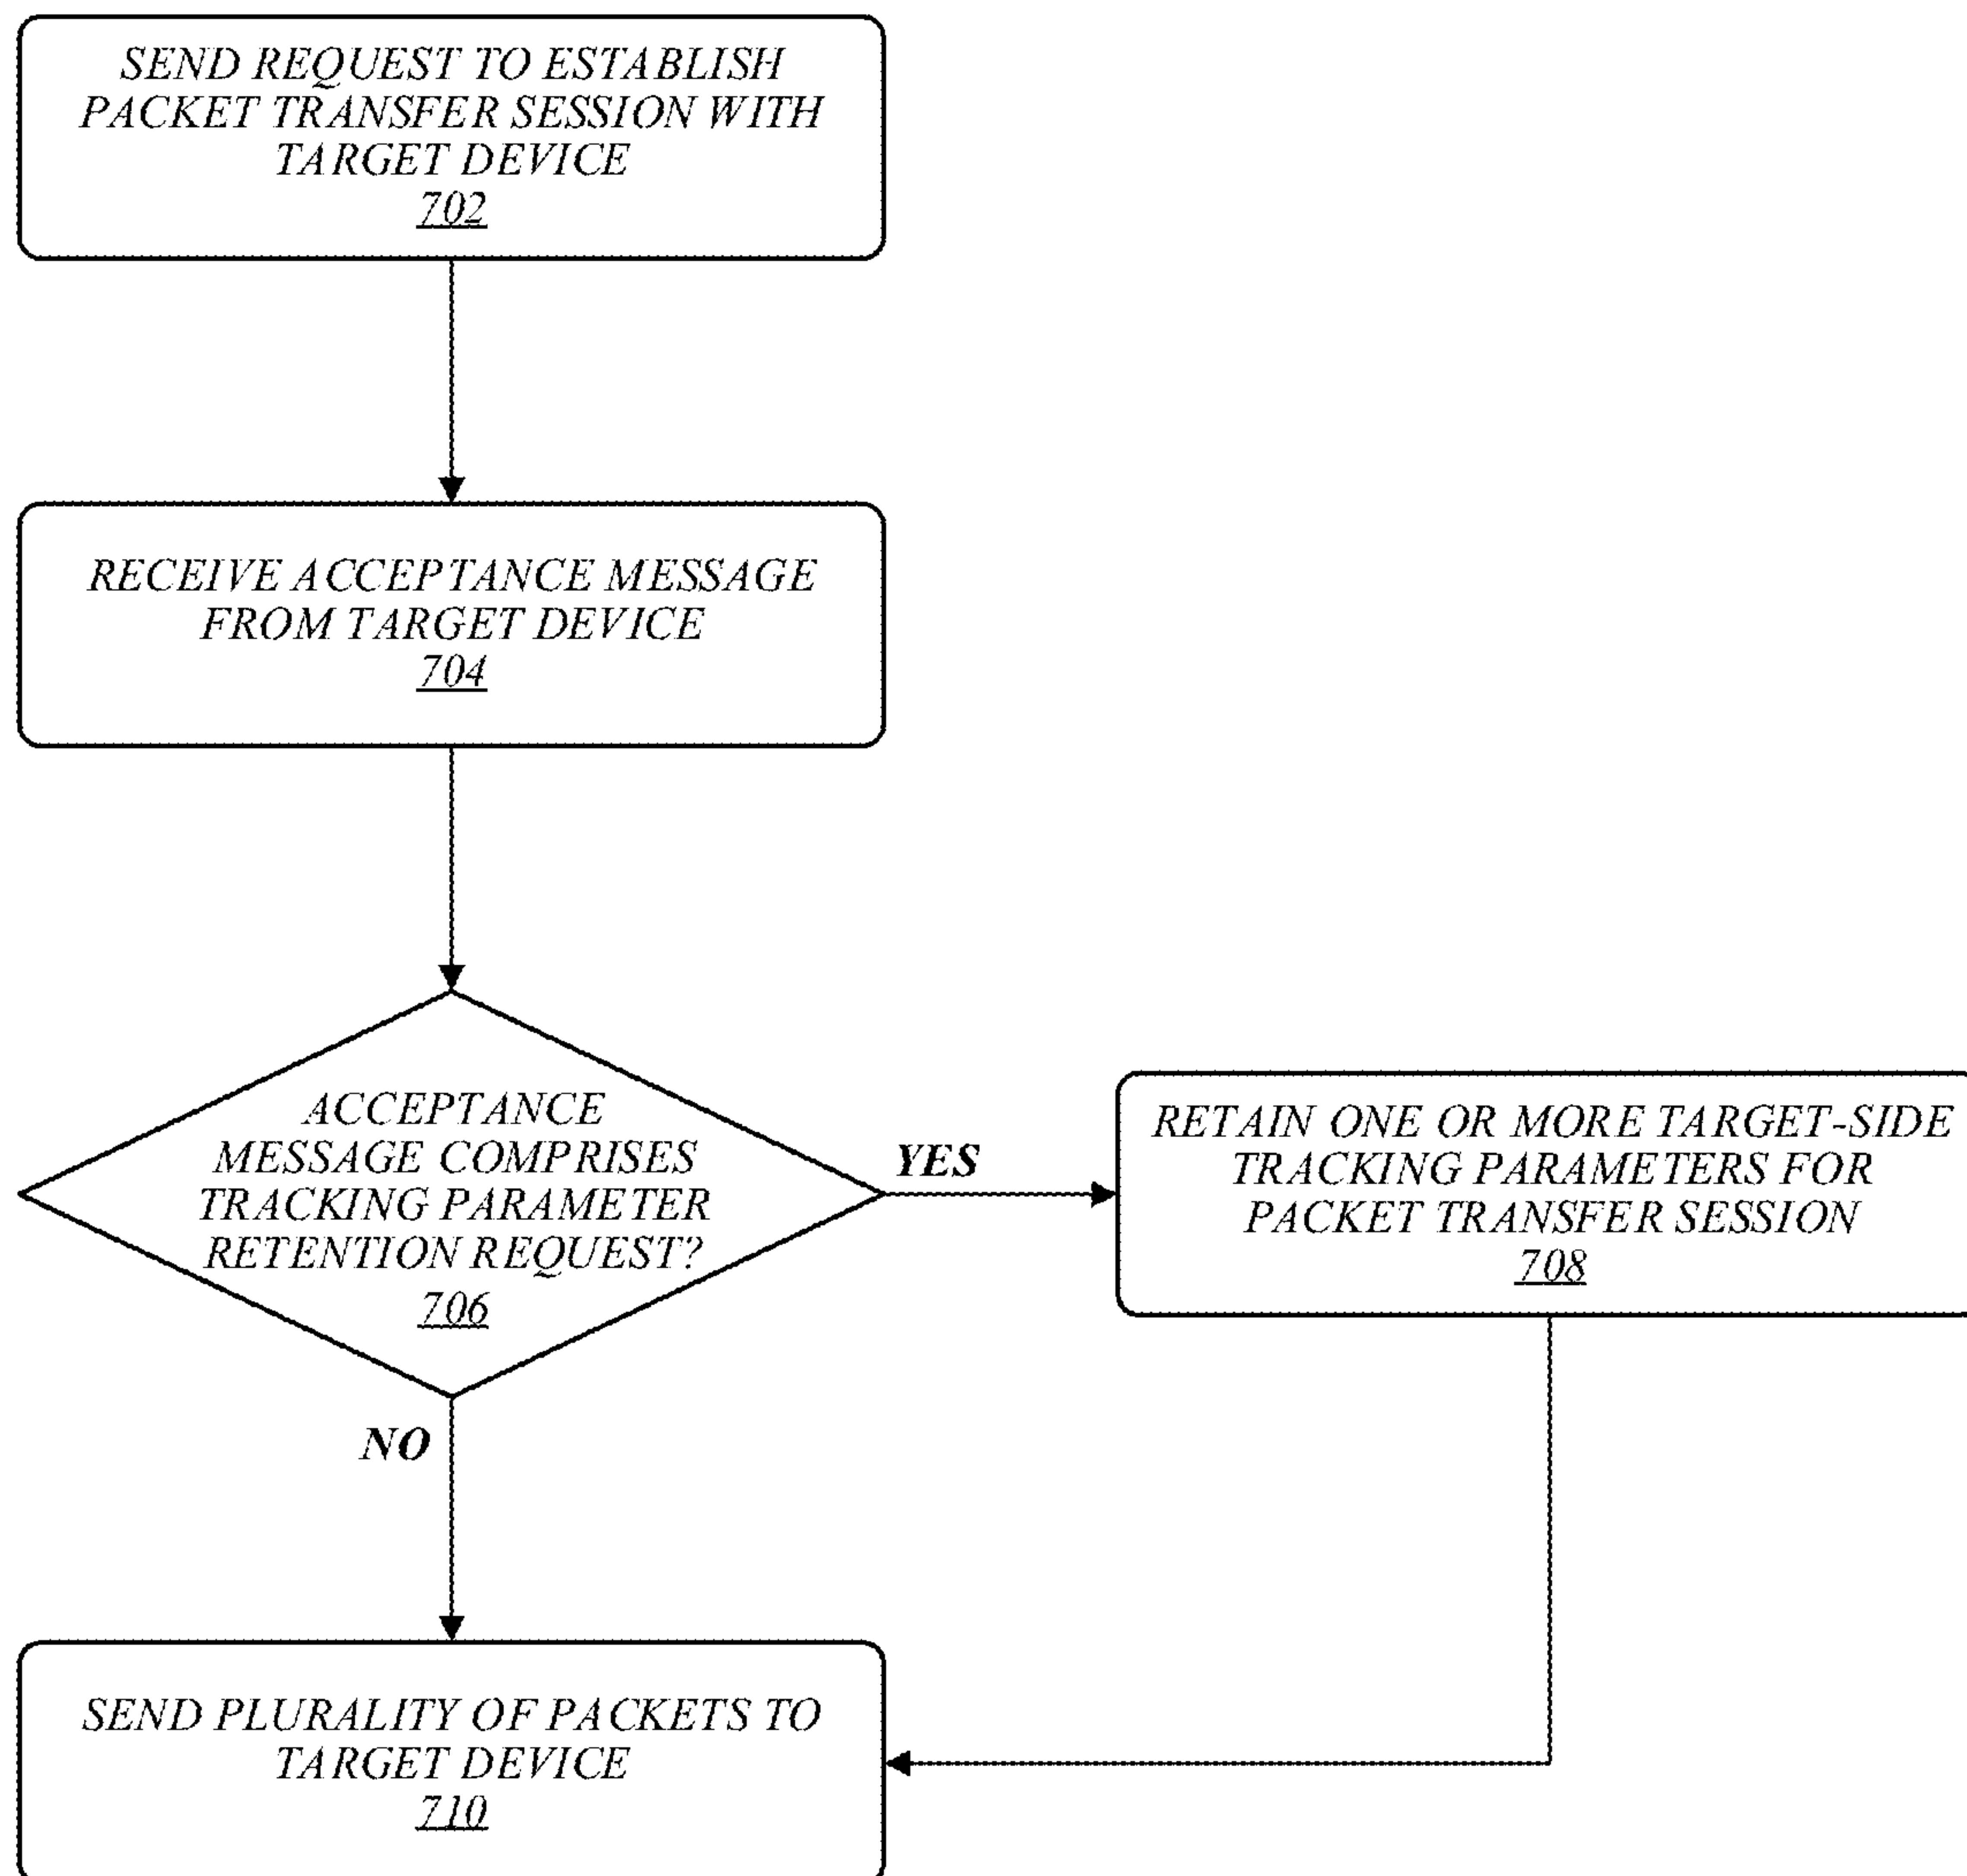 SEND REQUEST TO ESTABLISH
PACKET TRANSFER SESSION WITH
TARGET DEVICE
702
RECEIVE ACCEPTANCE MESSAGE
FROM TARGET DEVICE
704
ACCEPTANCE
MESSAGE COMPRISES
TRACKING PARAMETER
RETENTION REQUEST?
706
YES
RETAIN ONE OR MORE TARGET-SIDE
TRACKING PARAMETERS FOR
PACKET TRANSFER SESSION
708
NO
SEND PLURALITY OF PACKETS TO
TARGET DEVICE
710